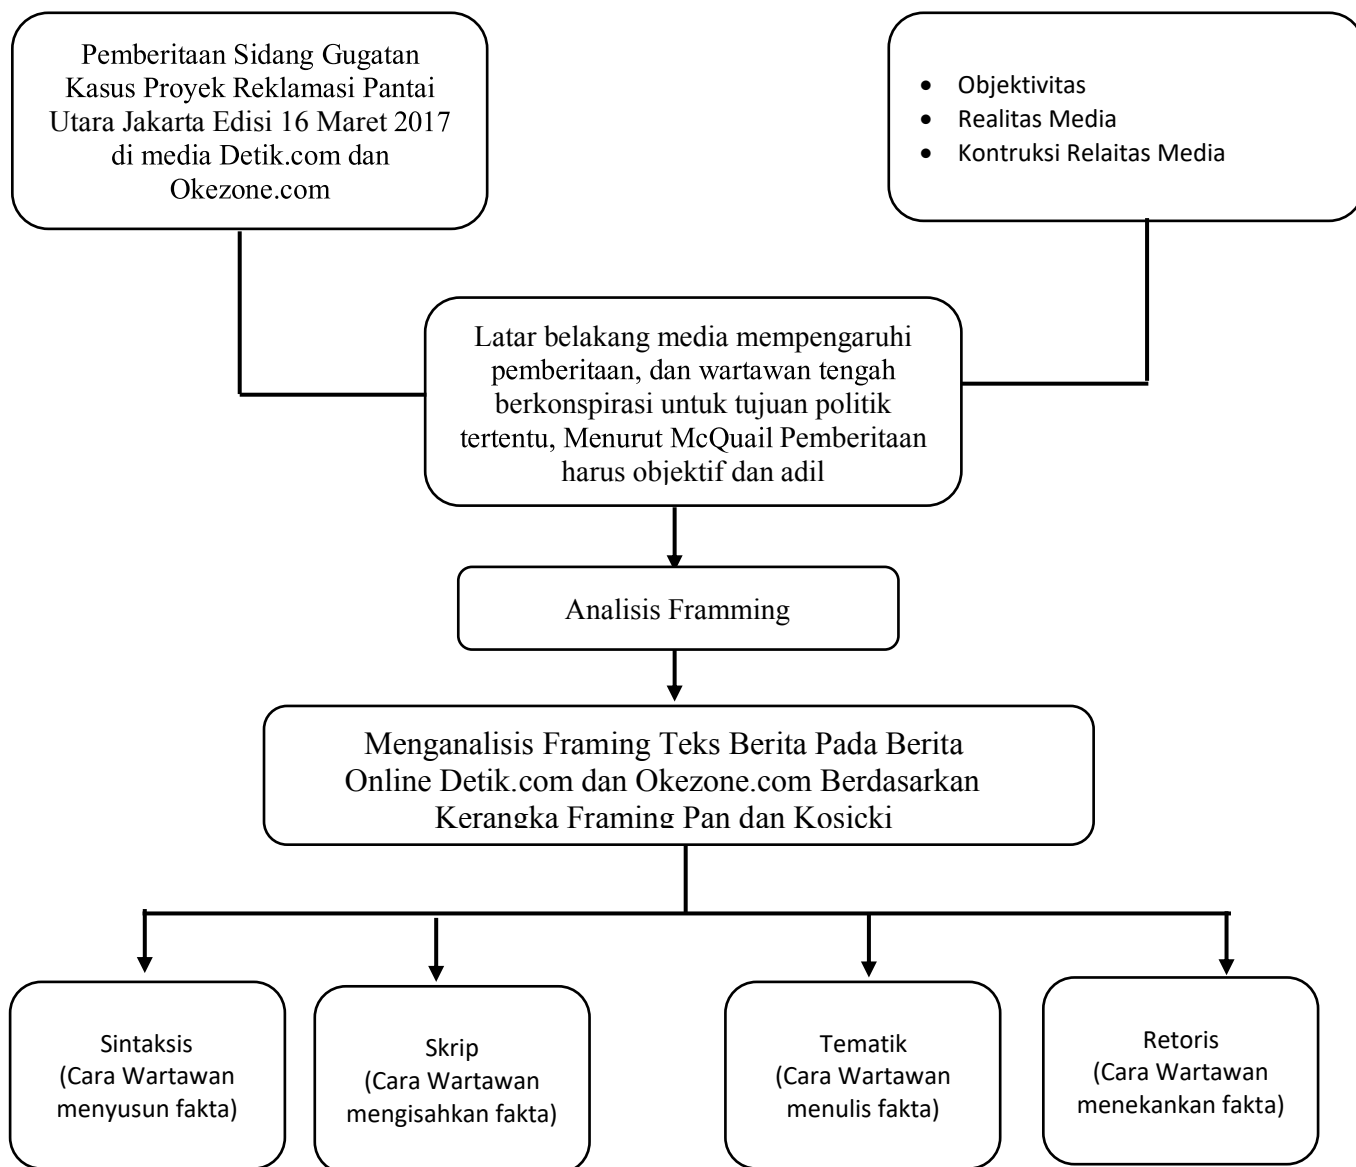 Pemberitaan Sidang Gugatan
Kasus Proyek Reklamasi Pantai
Utara Jakarta Edisi 16 Maret 2017
di media Detik.com dan
Okezone.com
• Objektivitas
• Realitas Media
• Kontruksi Relaitas Media
Latar belakang media mempengaruhi
pemberitaan, dan wartawan tengah
berkonspirasi untuk tujuan politik
tertentu, Menurut McQuail Pemberitaan
harus objektif dan adil
Analisis Framming
Menganalisis Framing Teks Berita Pada Berita
Online Detik.com dan Okezone.com Berdasarkan
Kerangka Framing Pan dan Kosicki
Sintaksis
(Cara Wartawan
menyusun fakta)
Skrip
(Cara Wartawan
mengisahkan fakta)
Tematik
(Cara Wartawan
menulis fakta)
Retoris
(Cara Wartawan
menekankan fakta)